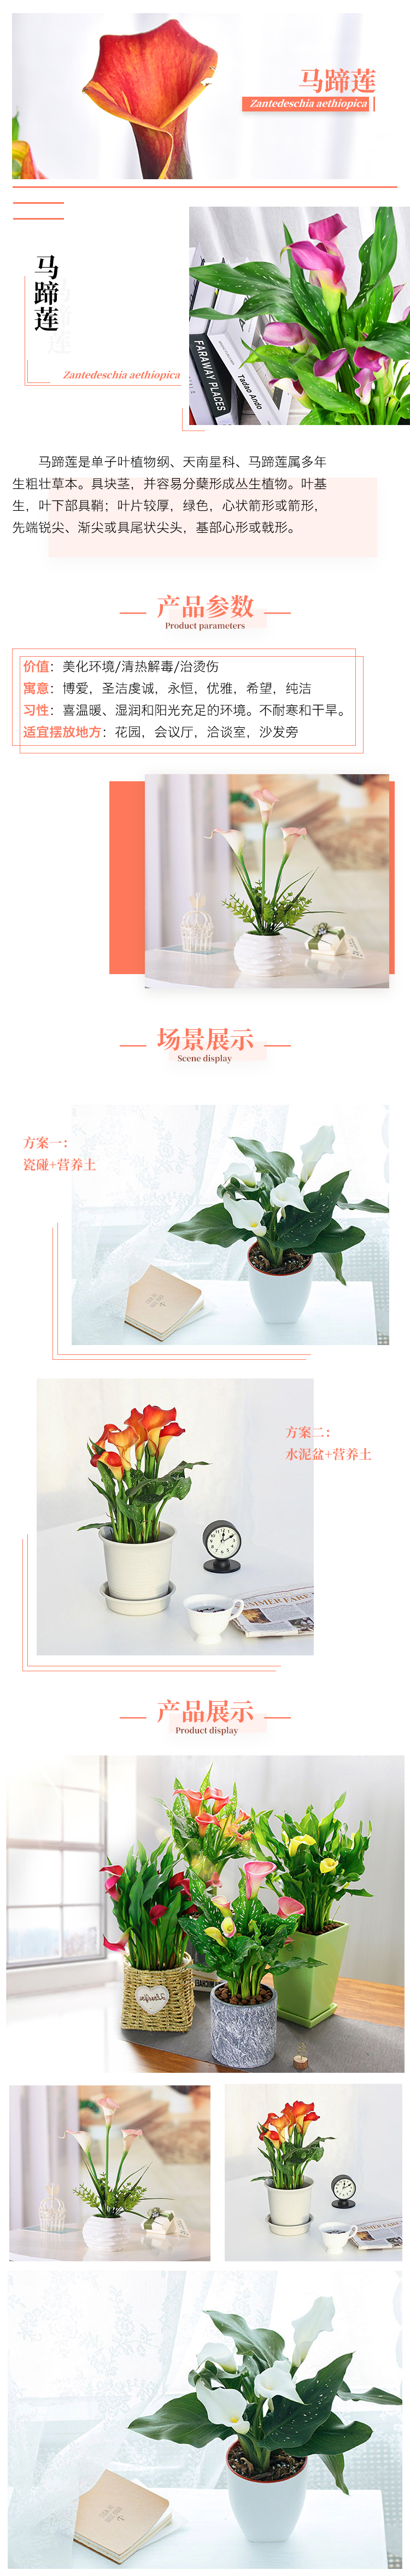 马蹄莲
Zantedeschia aethiopica
马蹄莲
Zantedeschia aethiopica
FARAWAY PLACES
Tadao Ando
马蹄莲是单子叶植物纲、天南星科、马蹄莲属多年
生粗壮草本。具块茎，并容易分蘖形成丛生植物。叶基
生，叶下部具鞘；叶片较厚，绿色，心状箭形或箭形，
先端锐尖、渐尖或具尾状尖头，基部心形或戟形。
产品参数
Product parameters
价值：美化环境/清热解毒/治烫伤
寓意：博爱，圣洁虔诚，永恒，优雅，希望，纯洁
习性：喜温暖、湿润和阳光充足的环境。不耐寒和干旱。
适宜摆放地方：花园，会议厅，洽谈室，沙发旁
场景展示
Scene display
方案一：
瓷碰+营养土
方案二：
水泥盆+营养土
产品展示
Product display